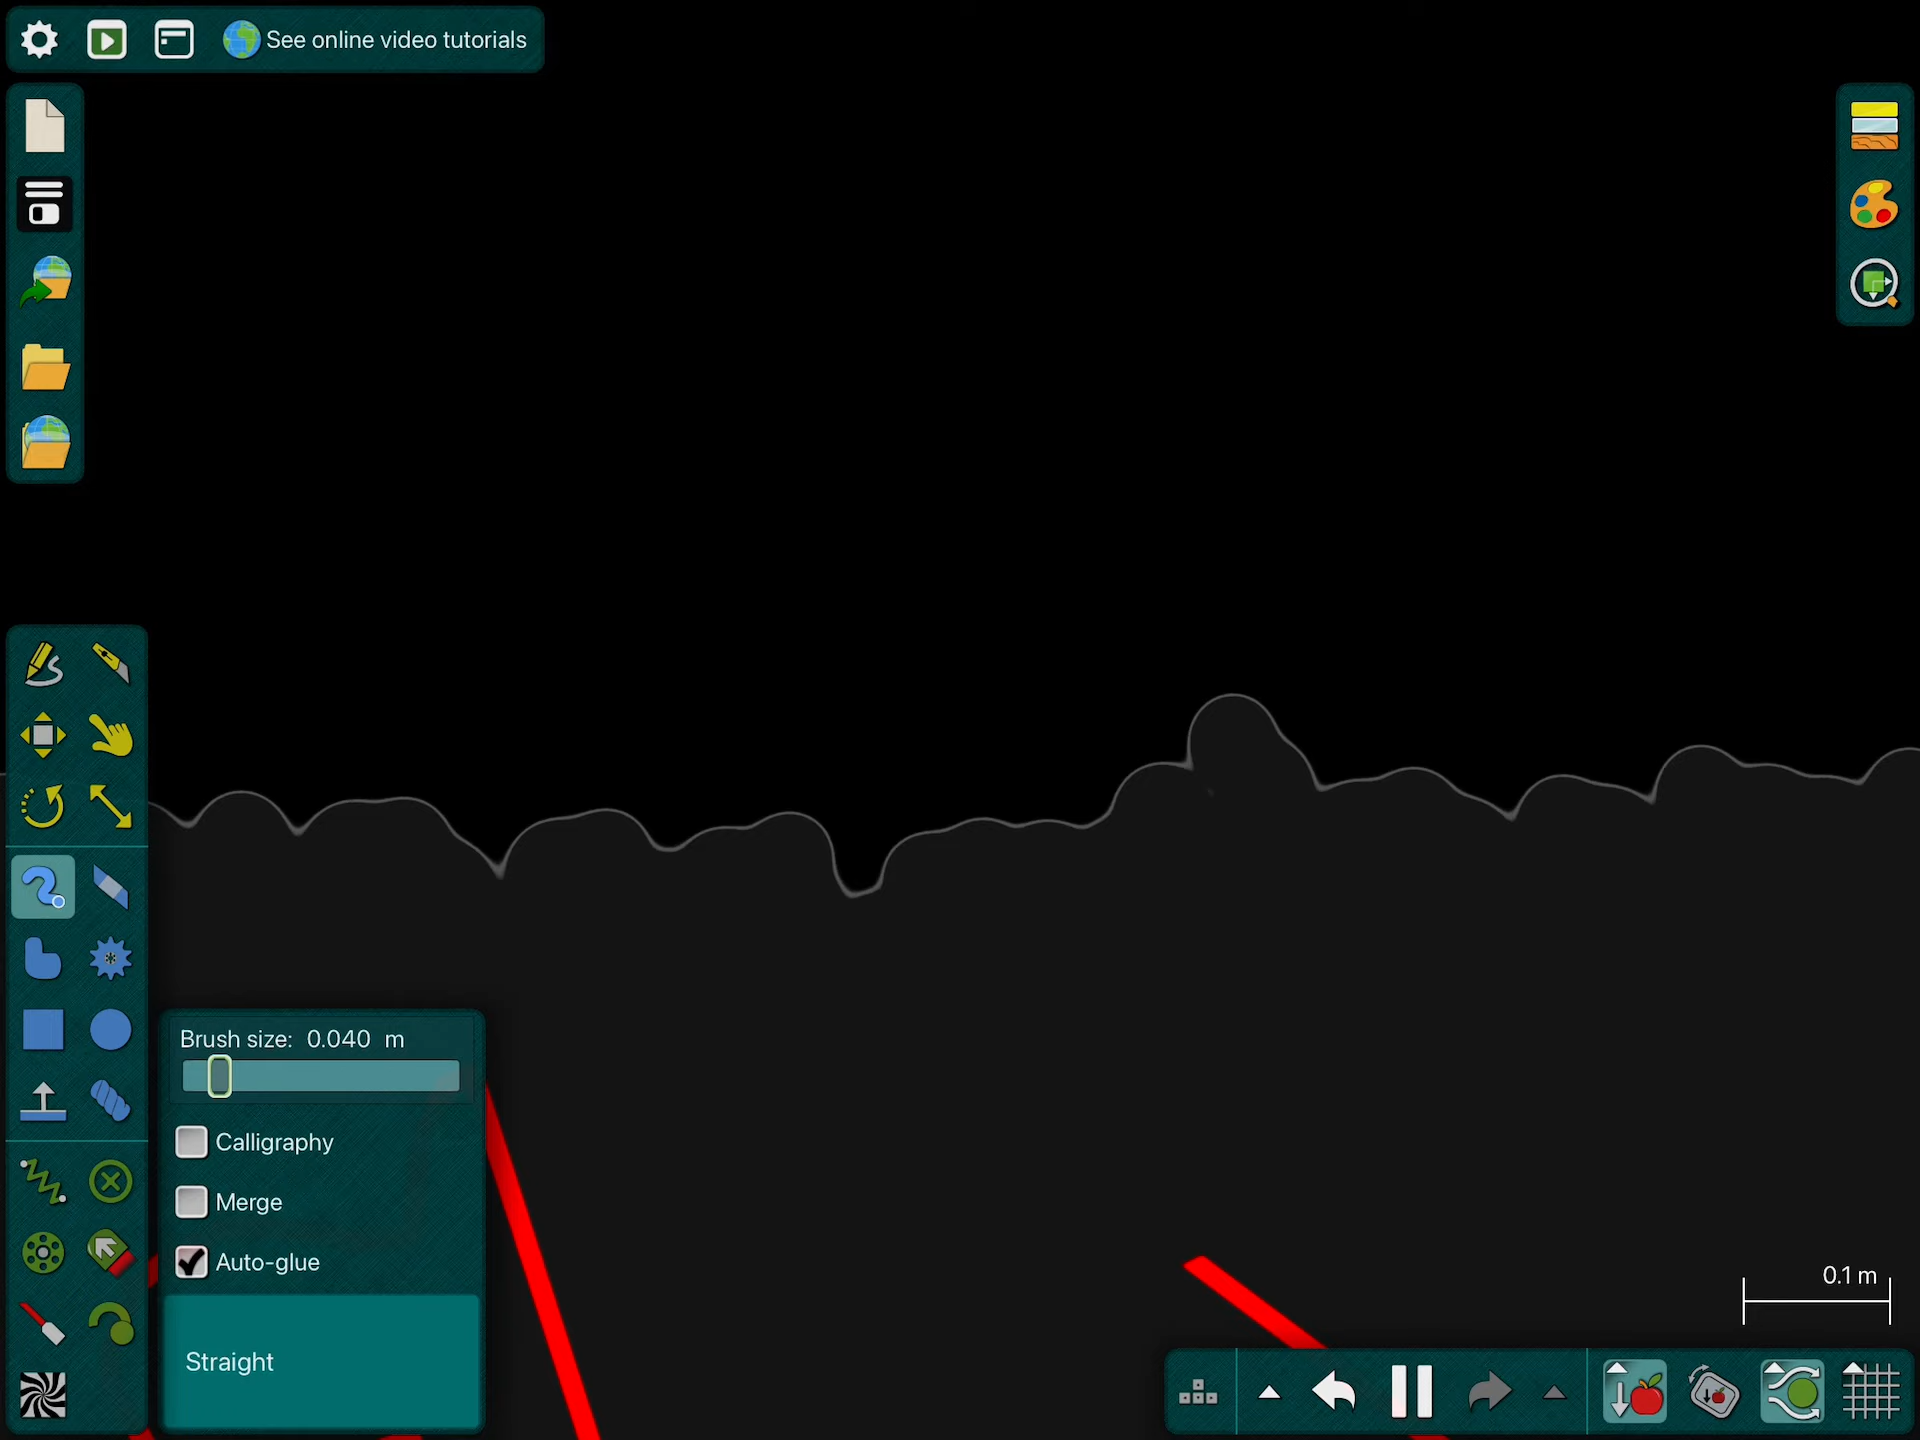 See online video tutorials
Brush size: 0.040 m
Calligraphy
Merge
Auto-glue
Straight
0.1 m